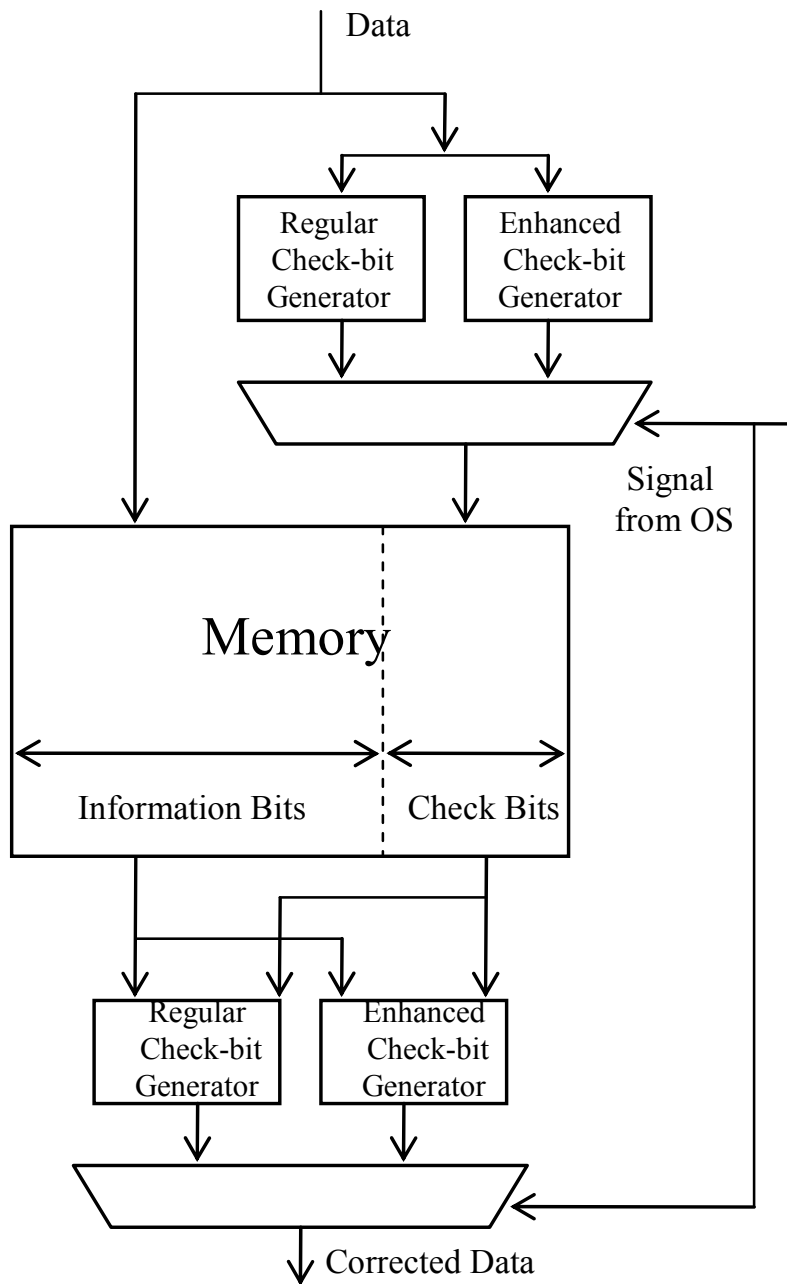 Data
Regular
Check-bit
Generator
Enhanced
Check-bit
Generator
Signal
from OS
Memory
Information Bits
Check Bits
Regular
Check-bit
Generator
Enhanced
Check-bit
Generator
Corrected Data